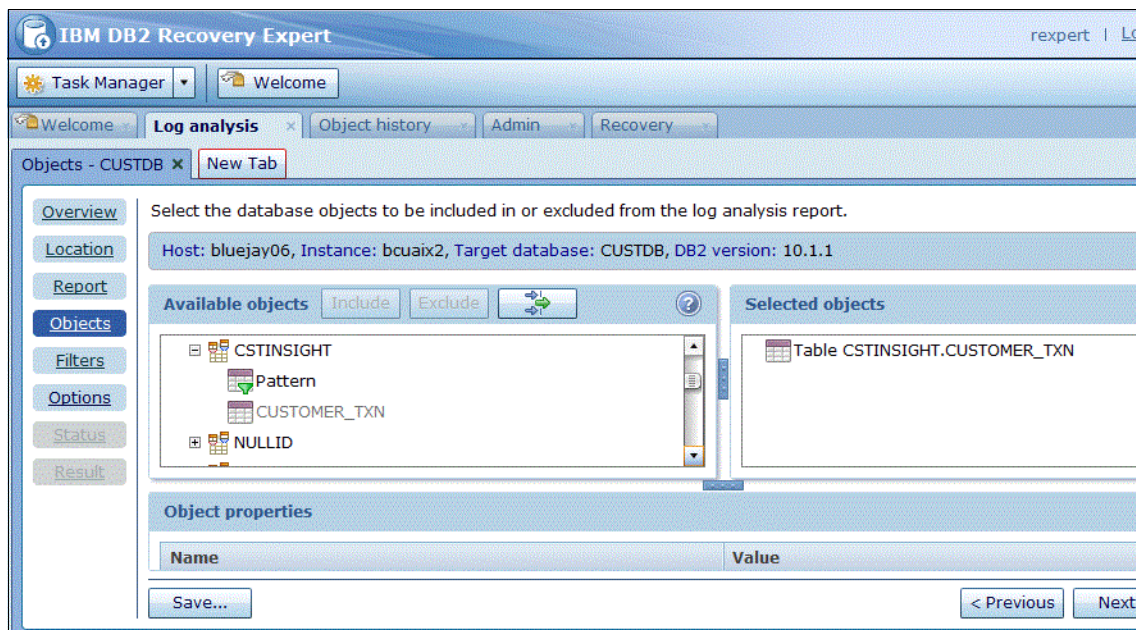 IBM DB2 Recovery Expert
rexpert | Lo
Task Manager Welcome
Welcome Log analysis Object history Admin Recovery
Objects - CUSTDB New Tab
Overview
Location
Report
Objects
Filters
Options
Status
Result
Select the database objects to be included in or excluded from the log analysis report.
Host: bluejay06, Instance: bcuaix2, Target database: CUSTDB, DB2 version: 10.1.1
Available objects Include Exclude ?
CSTINSIGHT
Pattern
CUSTOMER_TXN
NULLID
Selected objects
Table CSTINSIGHT.CUSTOMER_TXN
Object properties
Name Value
Save... < Previous Next